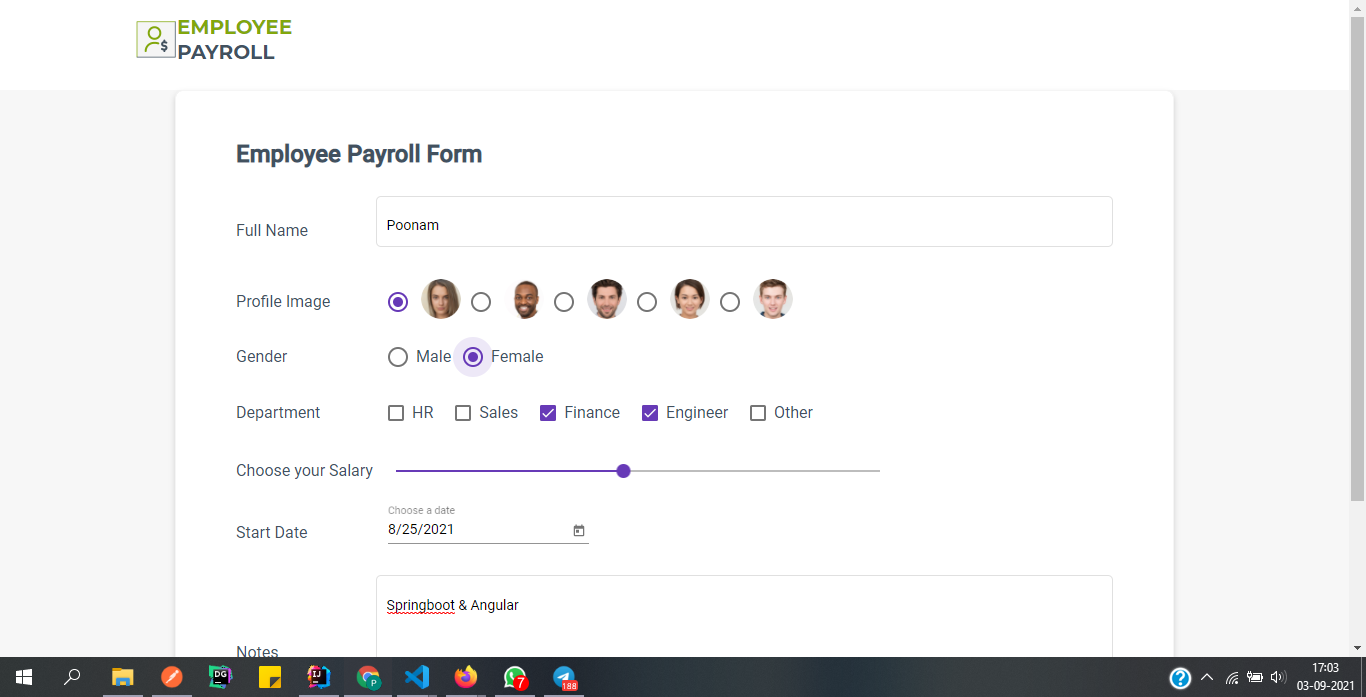 EMPLOYEE
PAYROLL
Employee Payroll Form
Full Name
Poonam
Profile Image
Gender
Male
Female
Department
HR
Sales
Finance
Engineer
Other
Choose your Salary
Start Date
Choose a date
8/25/2021
Notes
Springboot & Angular
DG
IJ
P
7
188
17:03
03-09-2021